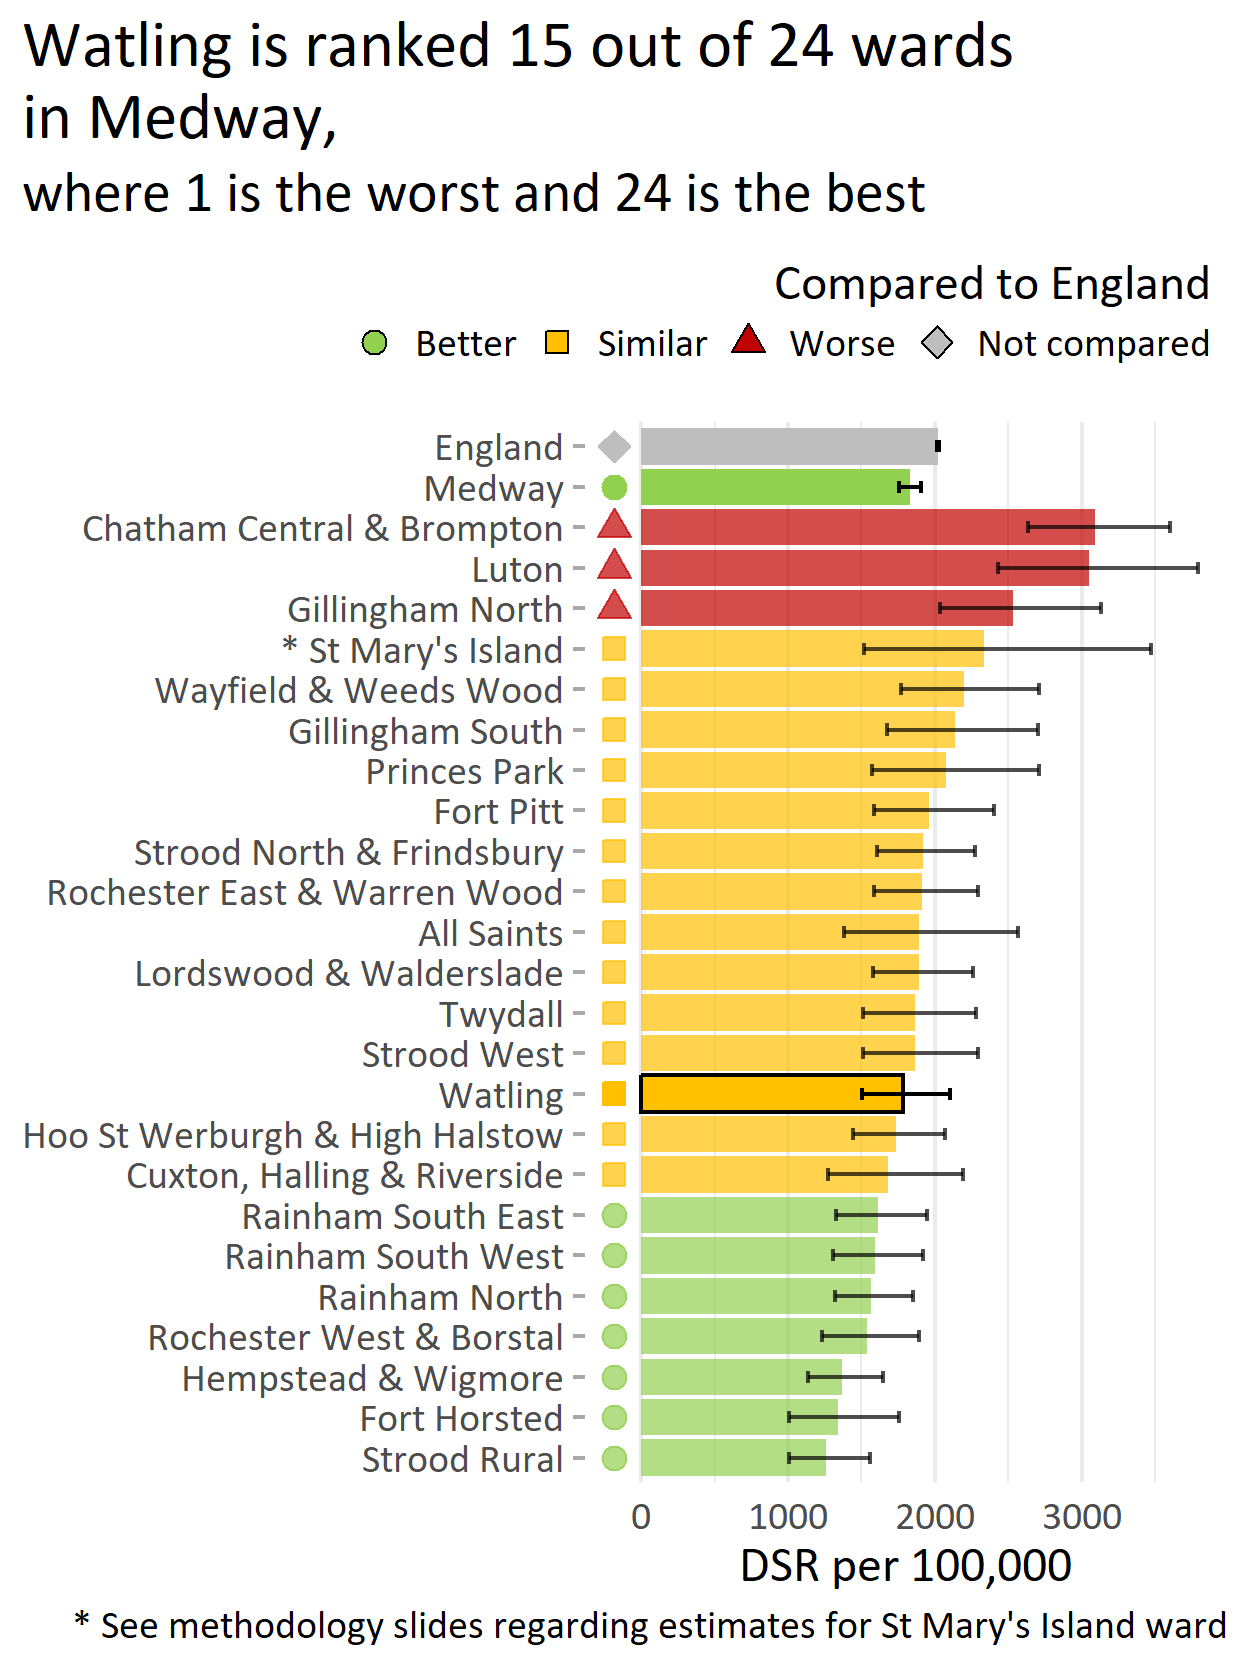 Watling is ranked 15 out of 24 wards
in Medway,
where 1 is the worst and 24 is the best
Compared to England
Better Similar Worse Not compared
England
Medway
Chatham Central & Brompton
Luton
Gillingham North
* St Mary's Island
Wayfield & Weeds Wood
Gillingham South
Princes Park
Fort Pitt
Strood North & Frindsbury
Rochester East & Warren Wood
All Saints
Lordswood & Walderslade
Twydall
Strood West
Watling
Hoo St Werburgh & High Halstow
Cuxton, Halling & Riverside
Rainham South East
Rainham South West
Rainham North
Rochester West & Borstal
Hempstead & Wigmore
Fort Horsted
Strood Rural
0 1000 2000 3000
DSR per 100,000
* See methodology slides regarding estimates for St Mary's Island ward